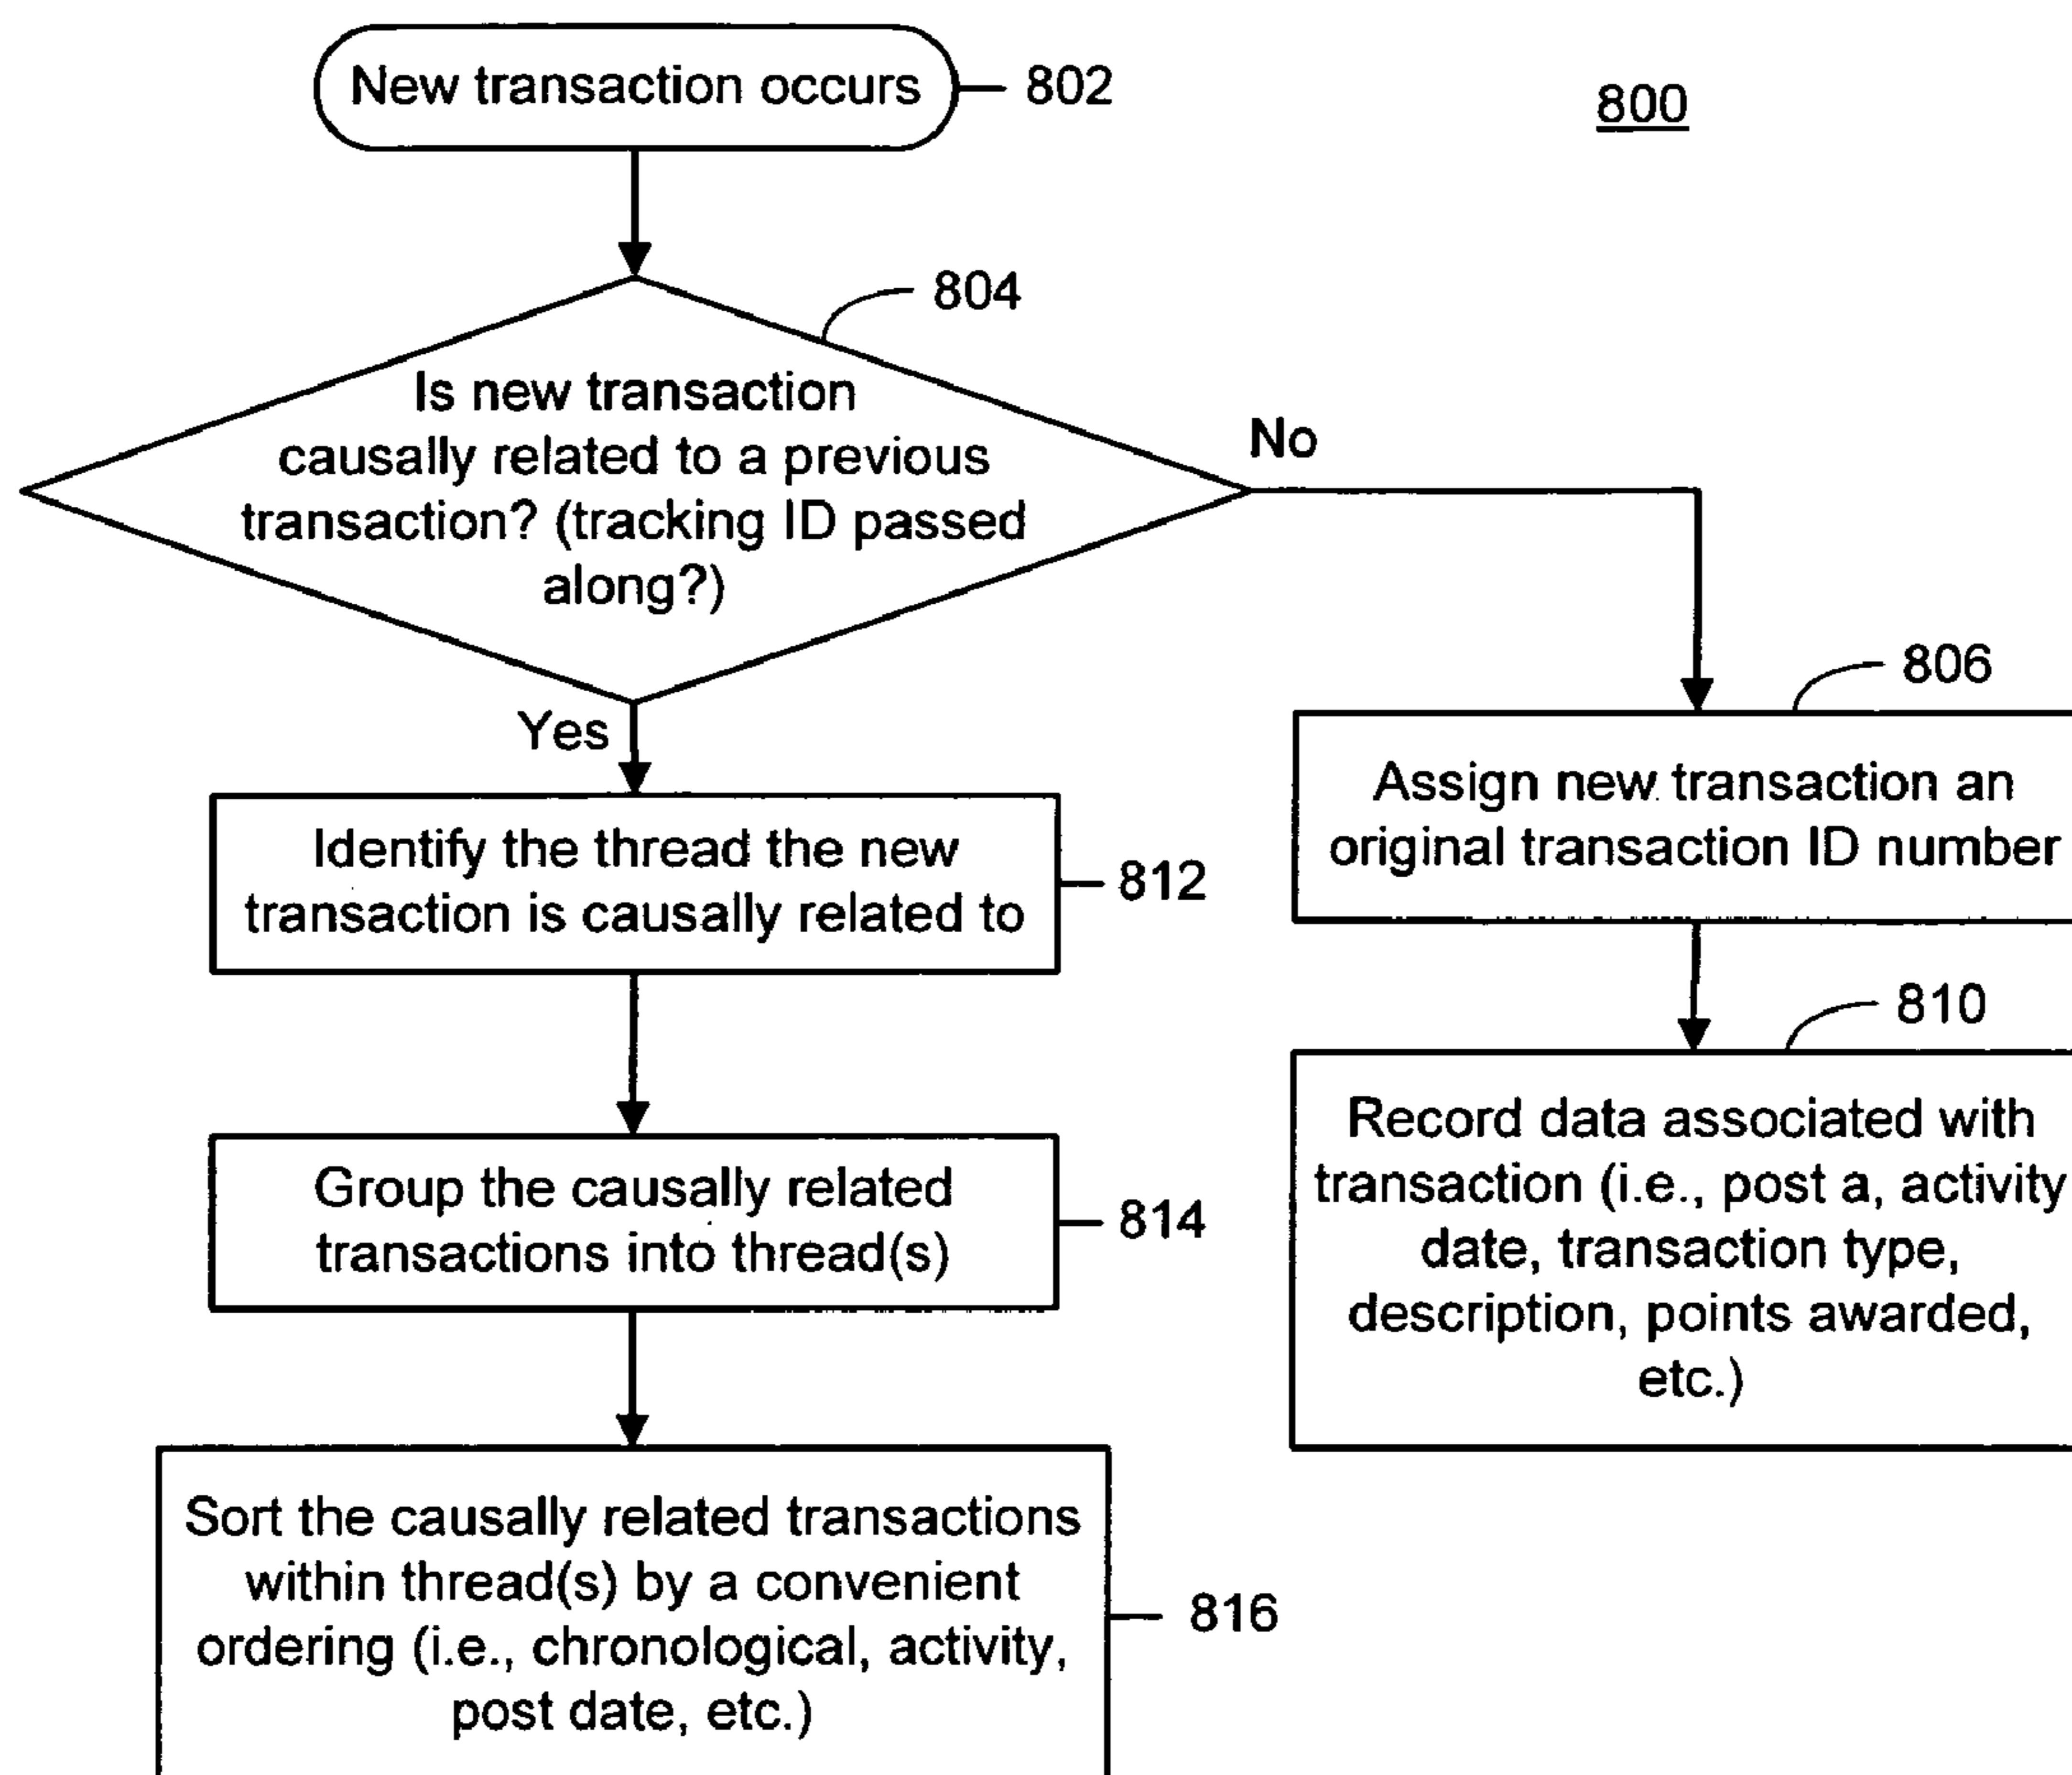 New transaction occurs
802
800
804
Is new transaction
causally related to a previous
transaction? (tracking ID passed
along?)
No
Yes
806
Assign new transaction an
original transaction ID number
810
Record data associated with
transaction (i.e., post a, activity
date, transaction type,
description, points awarded,
etc.)
Identify the thread the new
transaction is causally related to
812
Group the causally related
transactions into thread(s)
814
Sort the causally related transactions
within thread(s) by a convenient
ordering (i.e., chronological, activity,
post date, etc.)
816